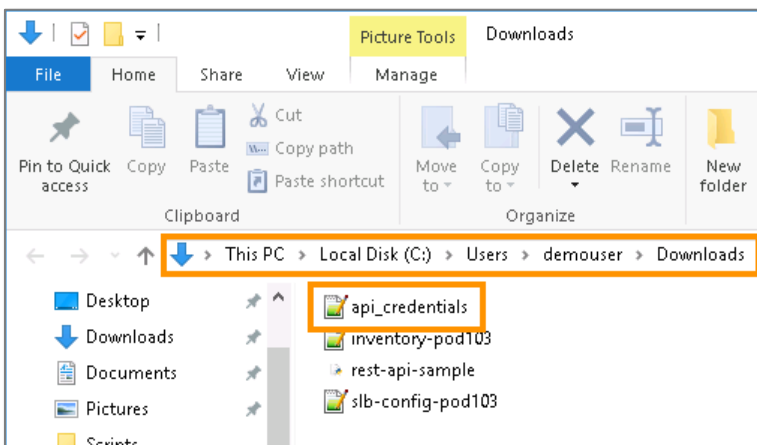 Picture Tools Downloads
File Home Share View Manage
Pin to Quick access
Copy
Paste
Cut
Copy path
Paste shortcut
Move to
Copy to
Delete
Rename
New folder
Clipboard
Organize
This PC > Local Disk (C:) > Users > demouser > Downloads
Desktop
Downloads
Documents
Pictures
Scripts
api_credentials
inventory-pod103
rest-api-sample
slb-config-pod103